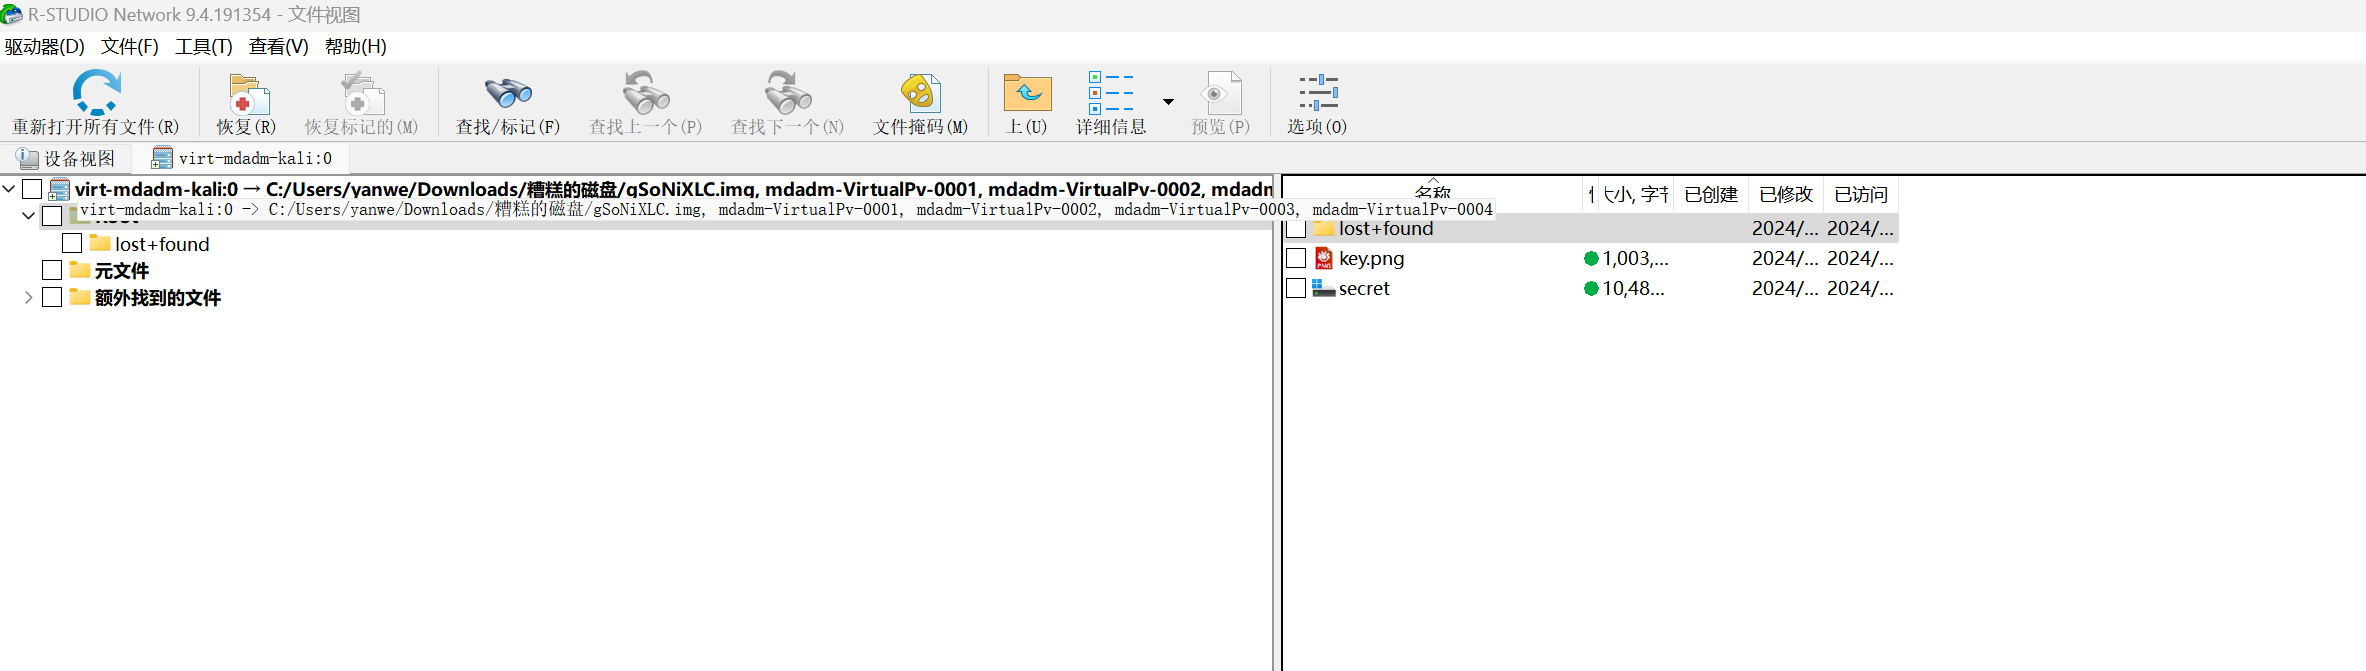 R-STUDIO Network 9.4.191354 - 文件视图
驱动器(D) 文件(F) 工具(T) 查看(V) 帮助(H)
重新打开所有文件(R) 恢复(R) 恢复标记的(M) 查找/标记(F) 查找上一个(P) 查找下一个(N) 文件掩码(M) 上(U) 详细信息 预览(P) 选项(O)
设备视图 virt-mdadm-kali:0
virt-mdadm-kali:0 → C:/Users/yanwe/Downloads/糟糕的磁盘/gSoNiXLC.img, mdadm-VirtualPv-0001, mdadm-VirtualPv-0002, mdadm
virt-mdadm-kali:0 -> C:/Users/yanwe/Downloads/糟糕的磁盘/gSoNiXLC.img, mdadm-VirtualPv-0001, mdadm-VirtualPv-0002, mdadm-VirtualPv-0003, mdadm-VirtualPv-0004
lost+found
元文件
额外找到的文件
名称 大小, 字节 已创建 已修改 已访问
lost+found 2024/... 2024/...
key.png 1,003,... 2024/... 2024/...
secret 10,48... 2024/... 2024/...